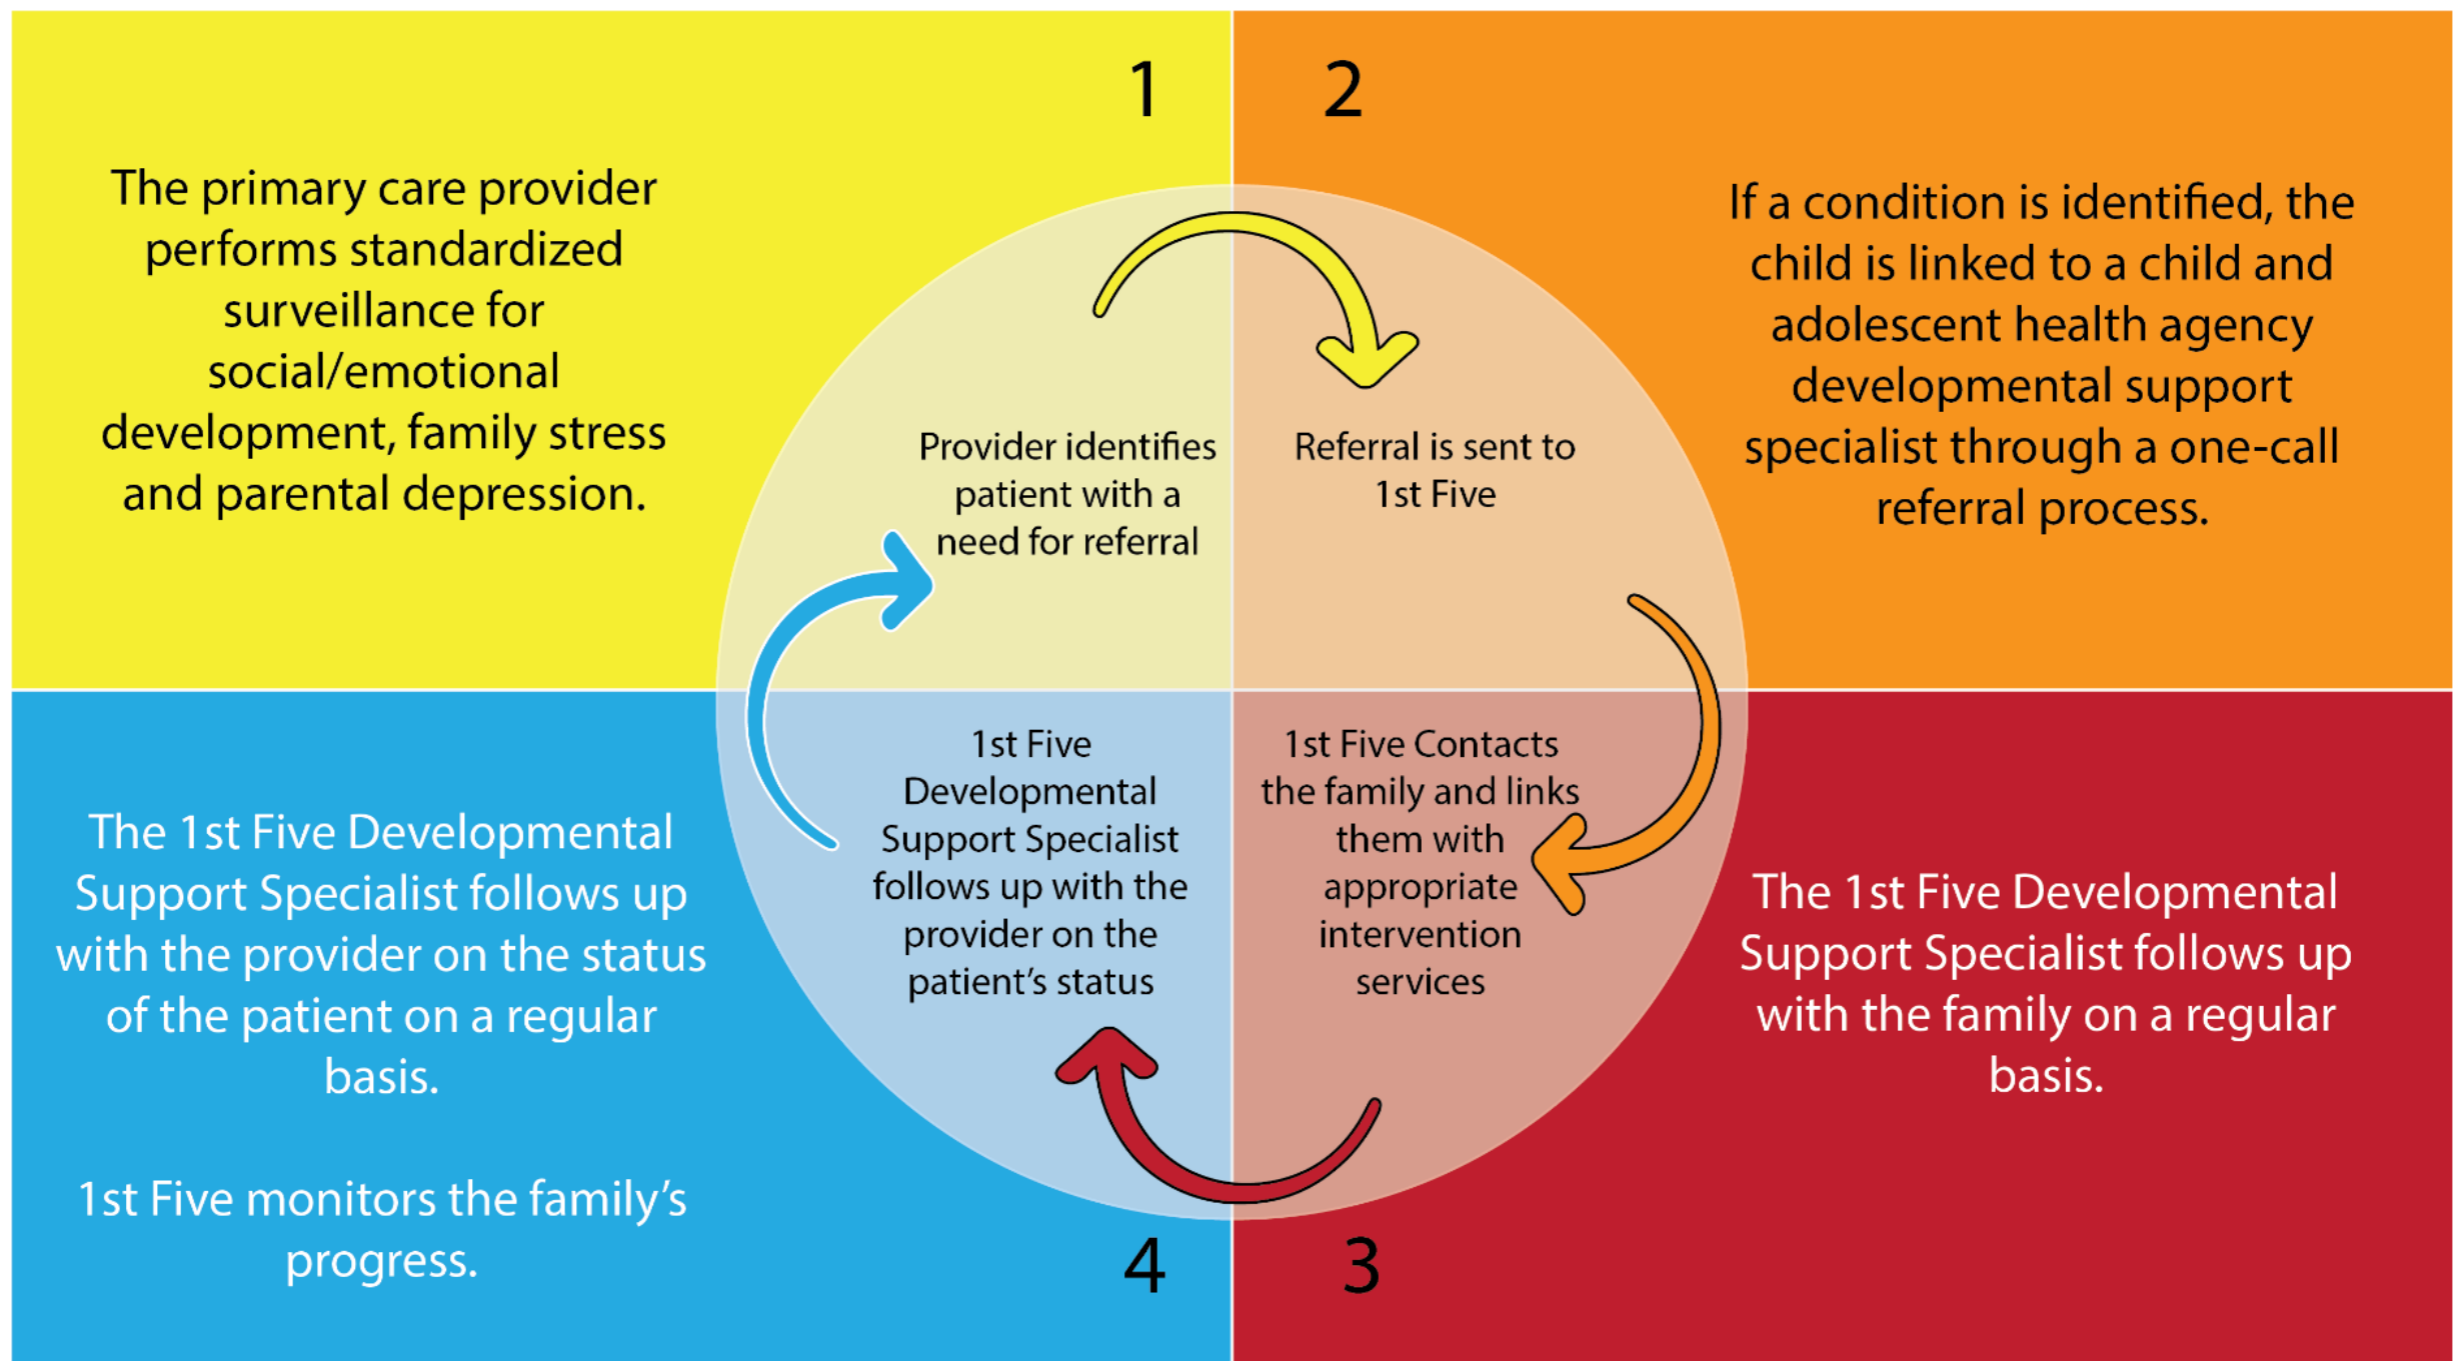 1
The primary care provider
performs standardized
surveillance for
social/emotional
development, family stress
and parental depression.
Provider identifies
patient with a
need for referral
2
If a condition is identified, the
child is linked to a child and
adolescent health agency
developmental support
specialist through a one-call
referral process.
Referral is sent to
1st Five
3
1st Five Contacts
the family and links
them with
appropriate
intervention
services
The 1st Five Developmental
Support Specialist follows up
with the family on a regular
basis.
4
1st Five
Developmental
Support Specialist
follows up with the
provider on the
patient's status
The 1st Five Developmental
Support Specialist follows up
with the provider on the status
of the patient on a regular
basis.
1st Five monitors the family's
progress.